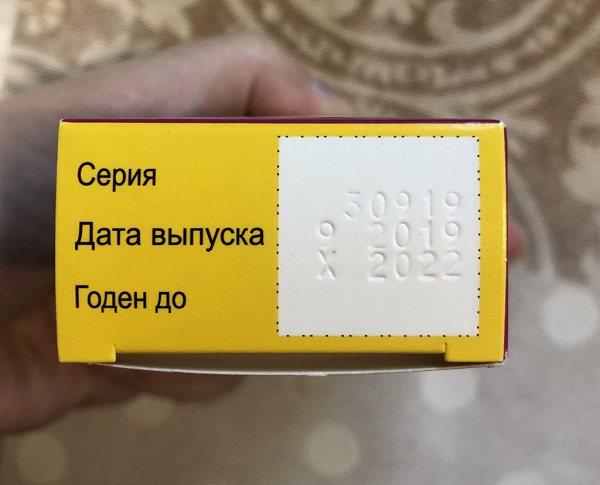 Серия
30919
Дата выпуска
9 2019
Годен до
X 2022